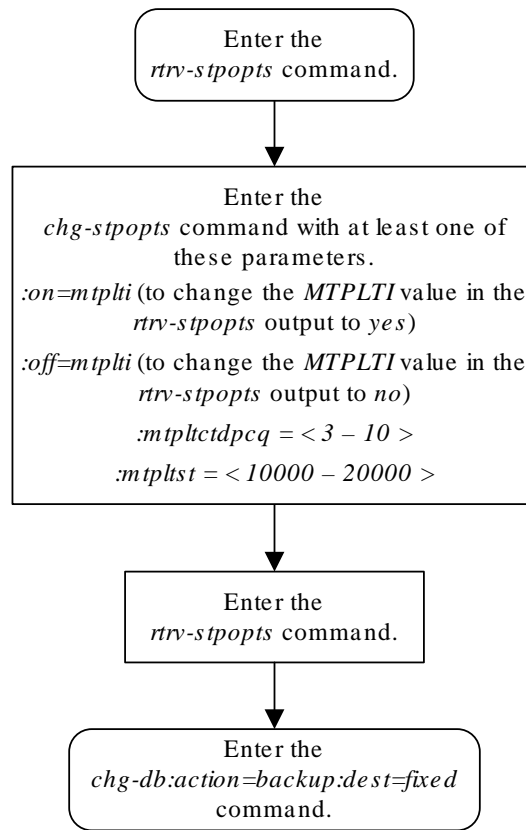 Enter the
rtrv-stpopts command.
Enter the
chg-stpopts command with at least one of
these parameters.
:on=mtplti (to change the MTPLTI value in the
rtrv-stpopts output to yes)
:off=mtplti (to change the MTPLTI value in the
rtrv-stpopts output to no)
:mtpltctdpcq = < 3 – 10 >
:mtpltst = < 10000 – 20000 >
Enter the
rtrv-stpopts command.
Enter the
chg-db:action=backup:dest=fixed
command.